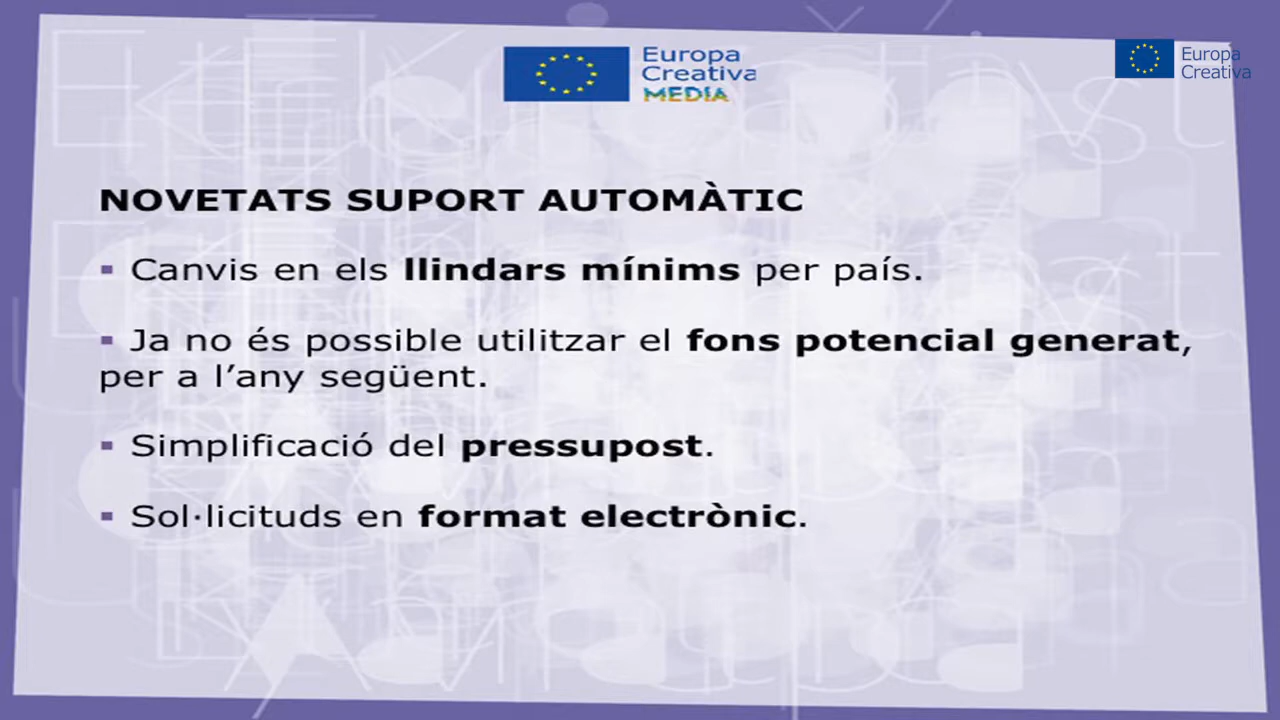 Europa
Creativa
MEDIA
Europa
Creativa
NOVETATS SUPORT AUTOMÀTIC
▪ Canvis en els llindars mínims per país.
▪ Ja no és possible utilitzar el fons potencial generat,
per a l’any següent.
▪ Simplificació del pressupost.
▪ Sol·licituds en format electrònic.